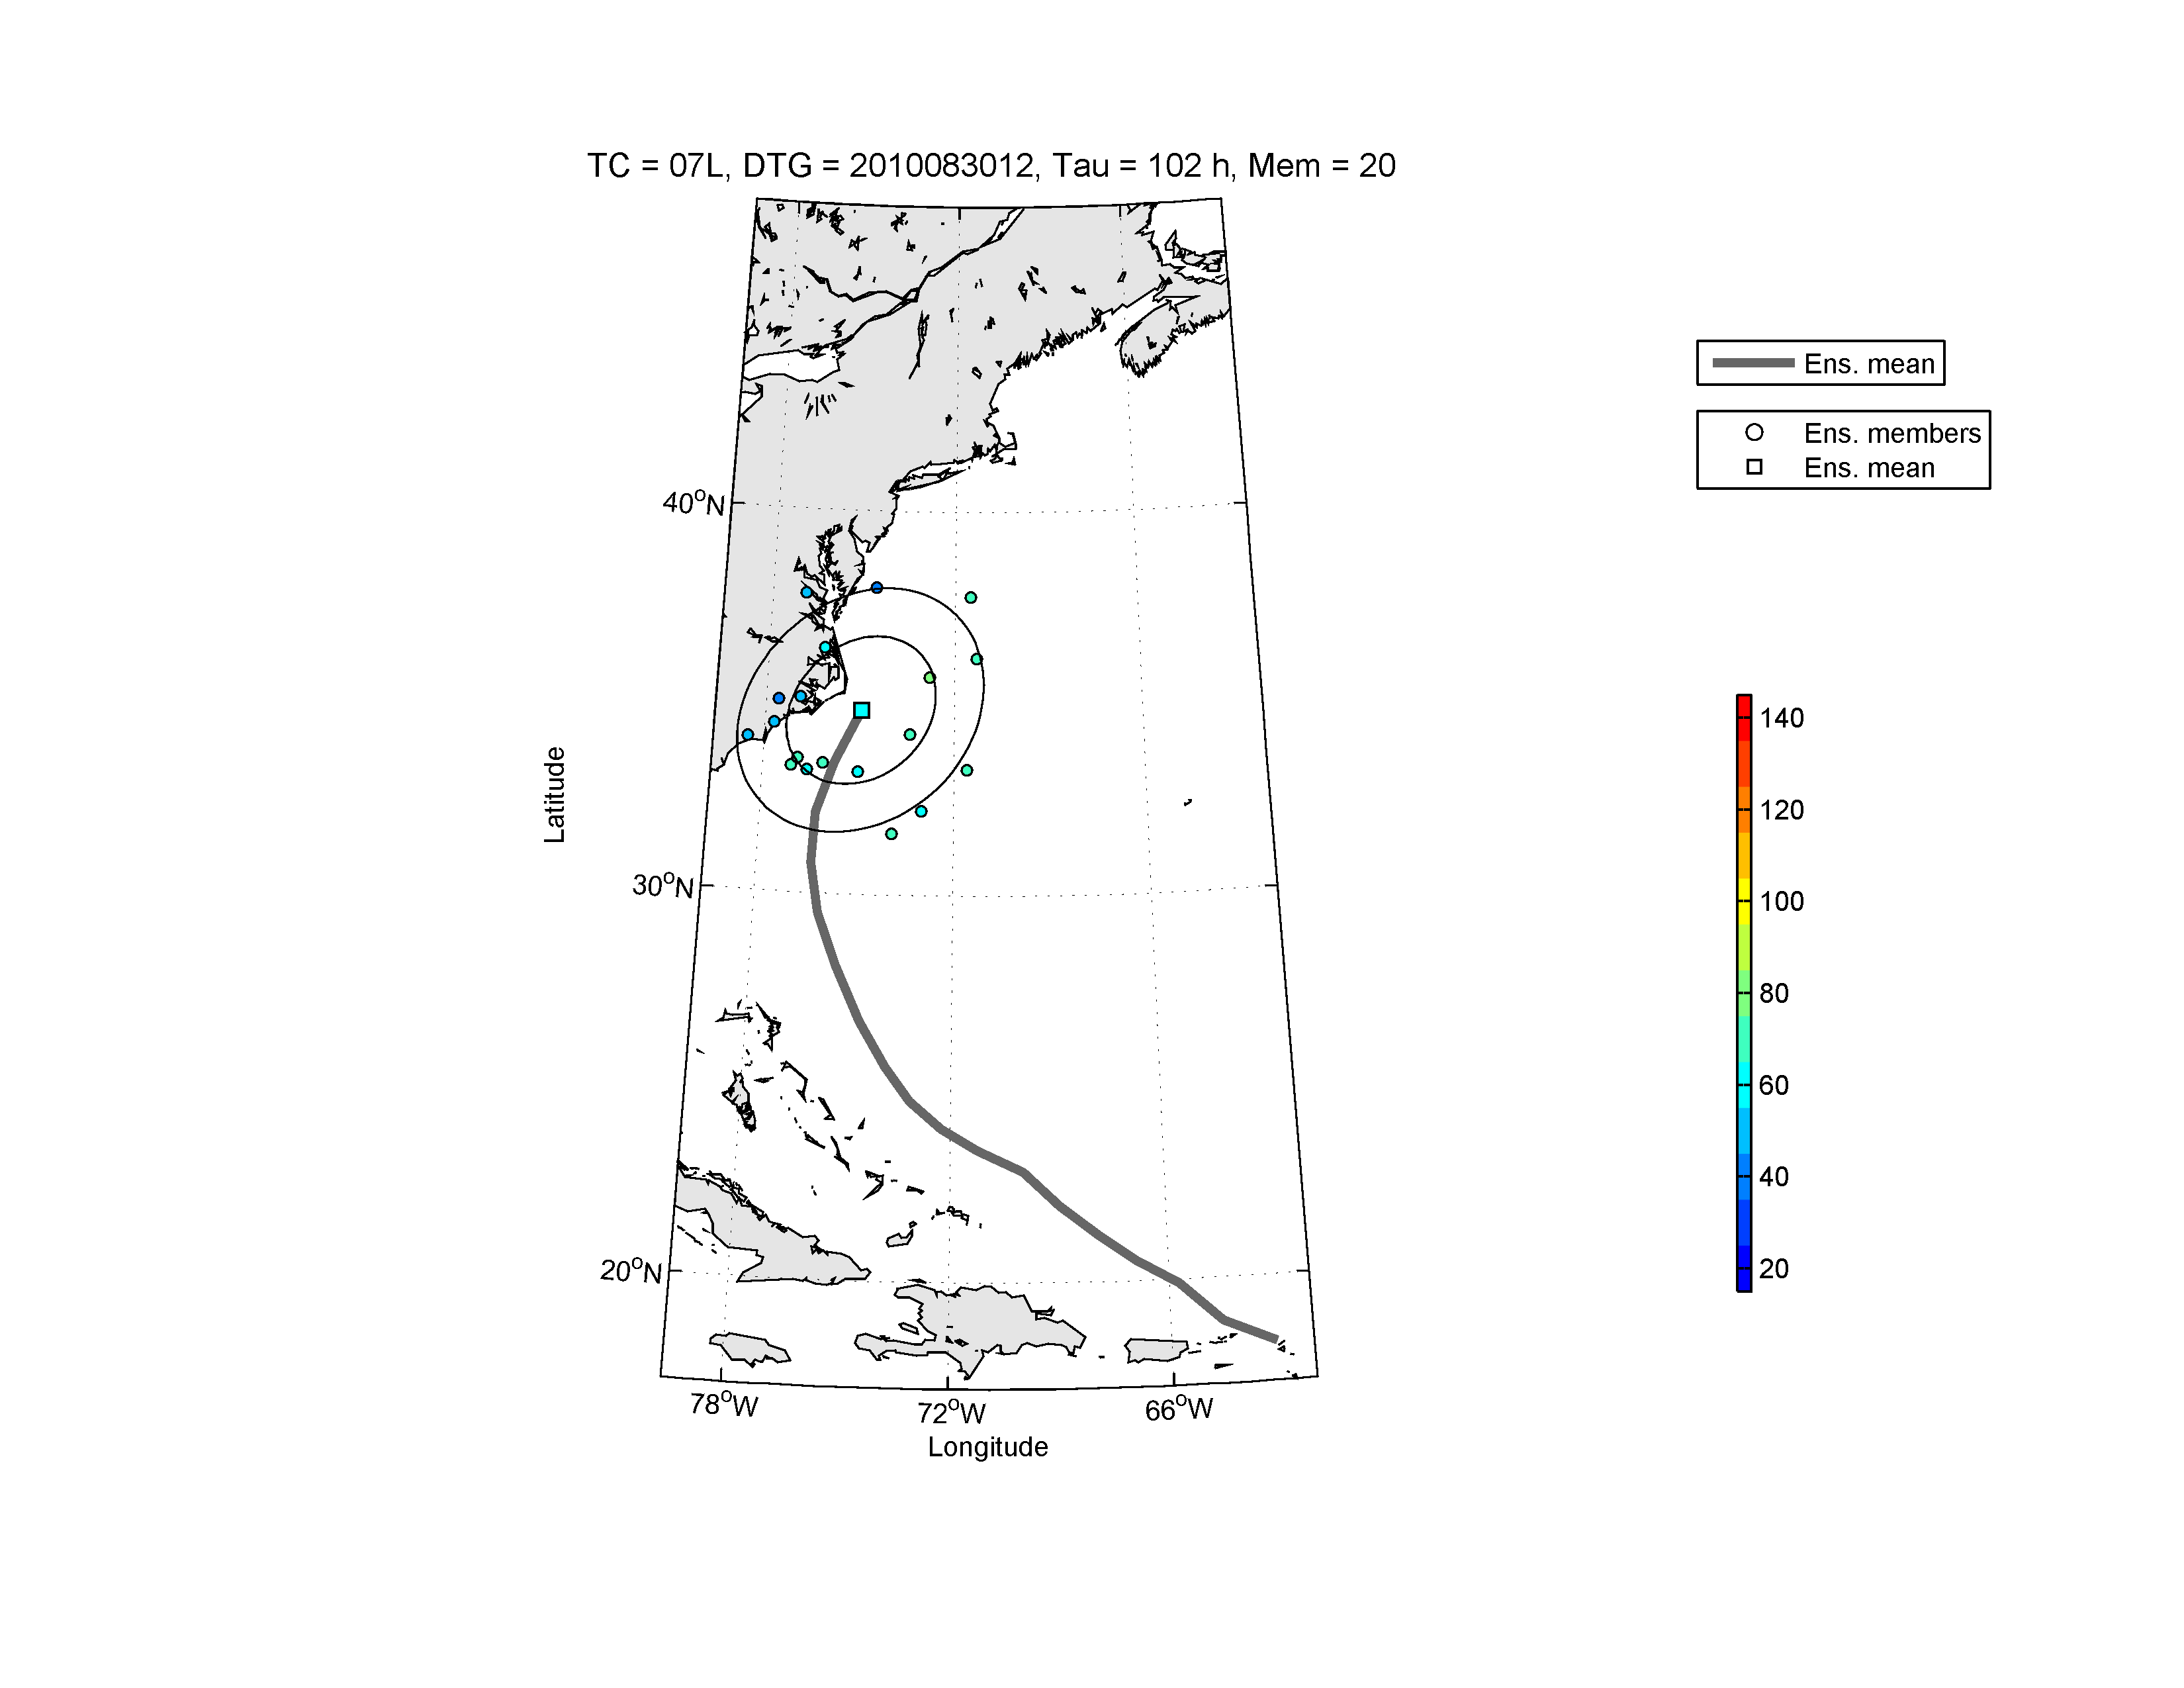 TC = 07L, DTG = 2010083012, Tau = 102 h, Mem = 20
Ens. mean
Ens. members
Ens. mean
40°N
30°N
20°N
Latitude
78°W
72°W
66°W
Longitude
140
120
100
80
60
40
20